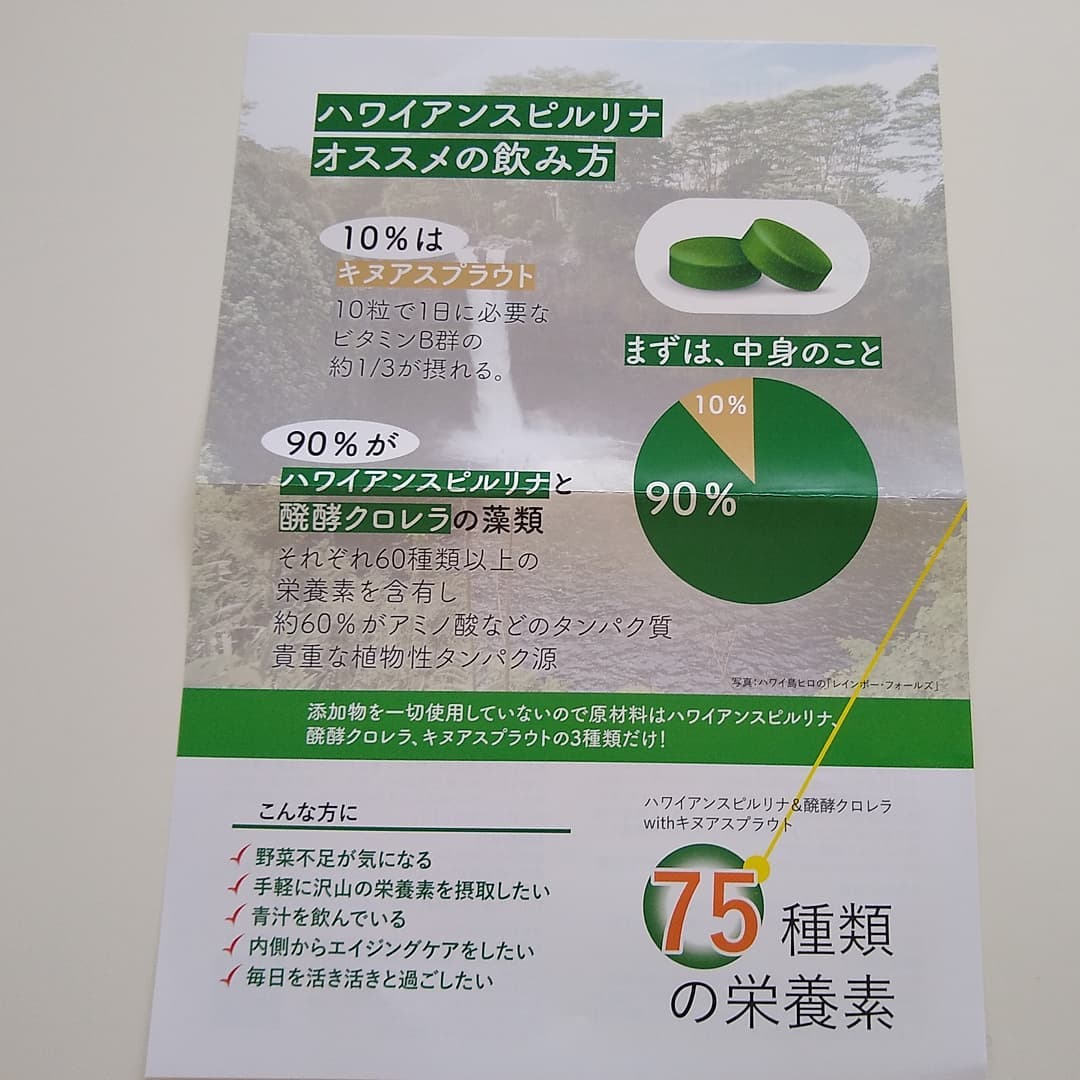 ハワイアンスピルリナ
オススメの飲み方
10%は
キヌアスプラウト
10粒で1日に必要な
ビタミンB群の
約1/3が摂れる。
まずは、中身のこと
10%
90%
90%が
ハワイアンスピルリナと
醗酵クロレラの藻類
それぞれ60種類以上の
栄養素を含有し
約60%がアミノ酸などのタンパク質
貴重な植物性タンパク源
写真:ハワイ島ヒロの「レインボー・フォールズ」
添加物を一切使用していないので原材料はハワイアンスピルリナ、
醗酵クロレラ、キヌアスプラウトの3種類だけ!
こんな方に
野菜不足が気になる
手軽に沢山の栄養素を摂取したい
青汁を飲んでいる
内側からエイジングケアをしたい
毎日を活き活きと過ごしたい
ハワイアンスピルリナ&醗酵クロレラ
withキヌアスプラウト
75種類
の栄養素